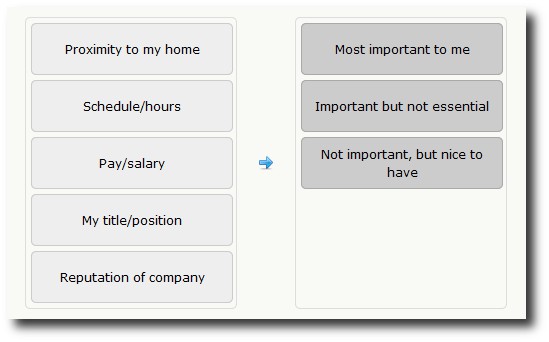 Proximity to my home
Schedule/hours
Pay/salary
My title/position
Reputation of company
Most important to me
Important but not essential
Not important, but nice to
have